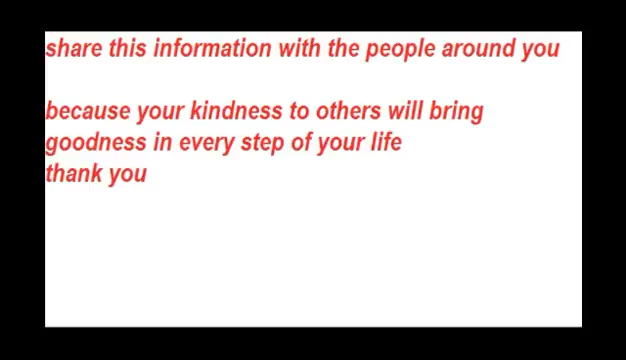 share this information with the people around you
because your kindness to others will bring
goodness in every step of your life
thank you